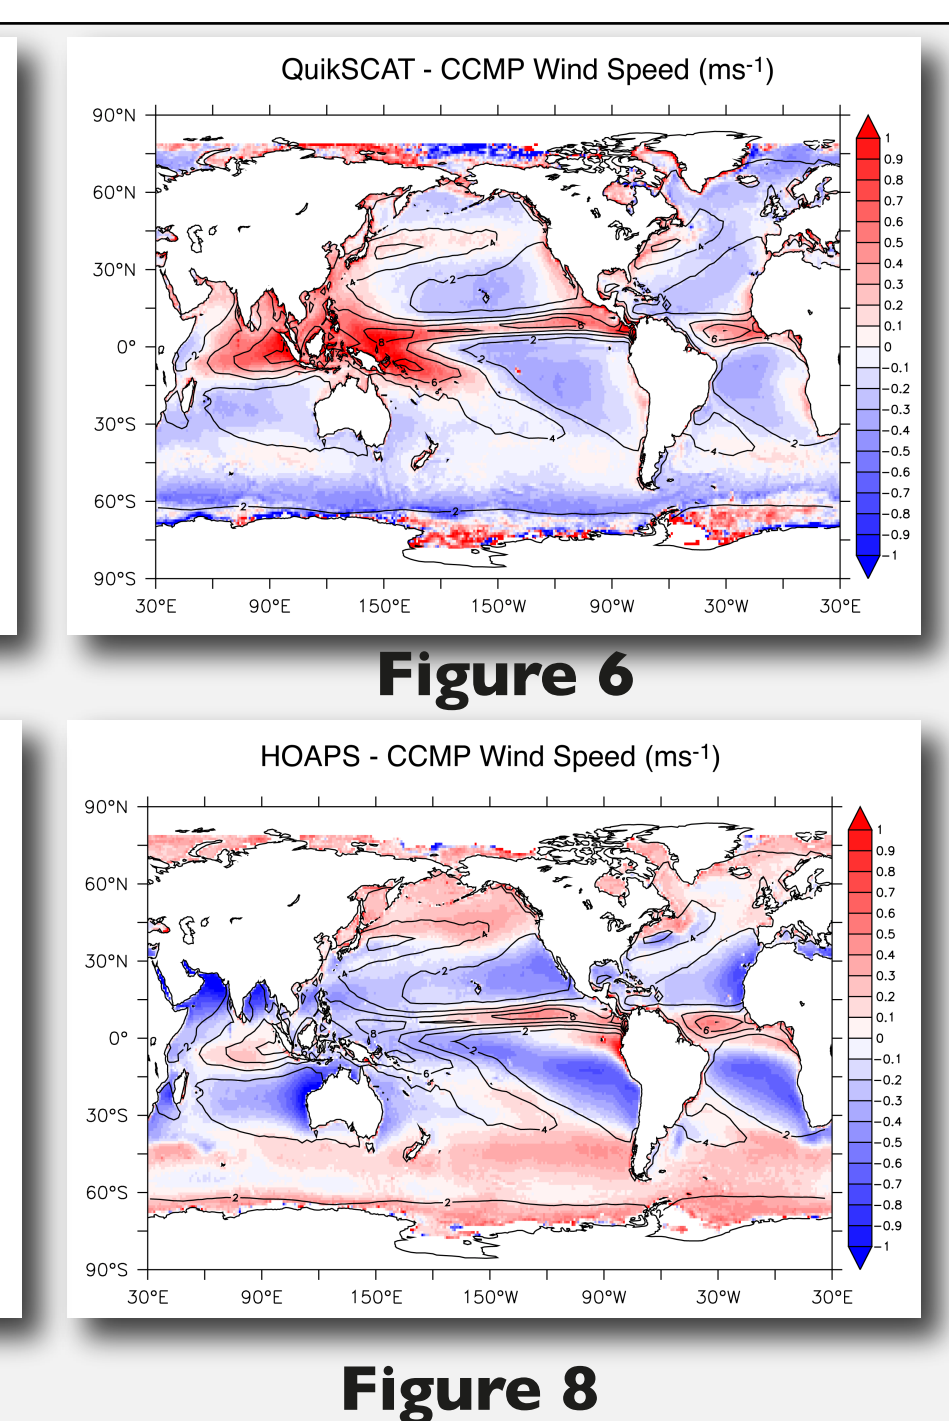 QuikSCAT - CCMP Wind Speed (ms-1)
90°N
60°N
30°N
0°
30°S
60°S
90°S
30°E 90°E 150°E 150°W 90°W 30°W 30°E
1
0.9
0.8
0.7
0.6
0.5
0.4
0.3
0.2
0.1
0
−0.1
−0.2
−0.3
−0.4
−0.5
−0.6
−0.7
−0.8
−0.9
−1
Figure 6
HOAPS - CCMP Wind Speed (ms-1)
90°N
60°N
30°N
0°
30°S
60°S
90°S
30°E 90°E 150°E 150°W 90°W 30°W 30°E
1
0.9
0.8
0.7
0.6
0.5
0.4
0.3
0.2
0.1
0
−0.1
−0.2
−0.3
−0.4
−0.5
−0.6
−0.7
−0.8
−0.9
−1
Figure 8